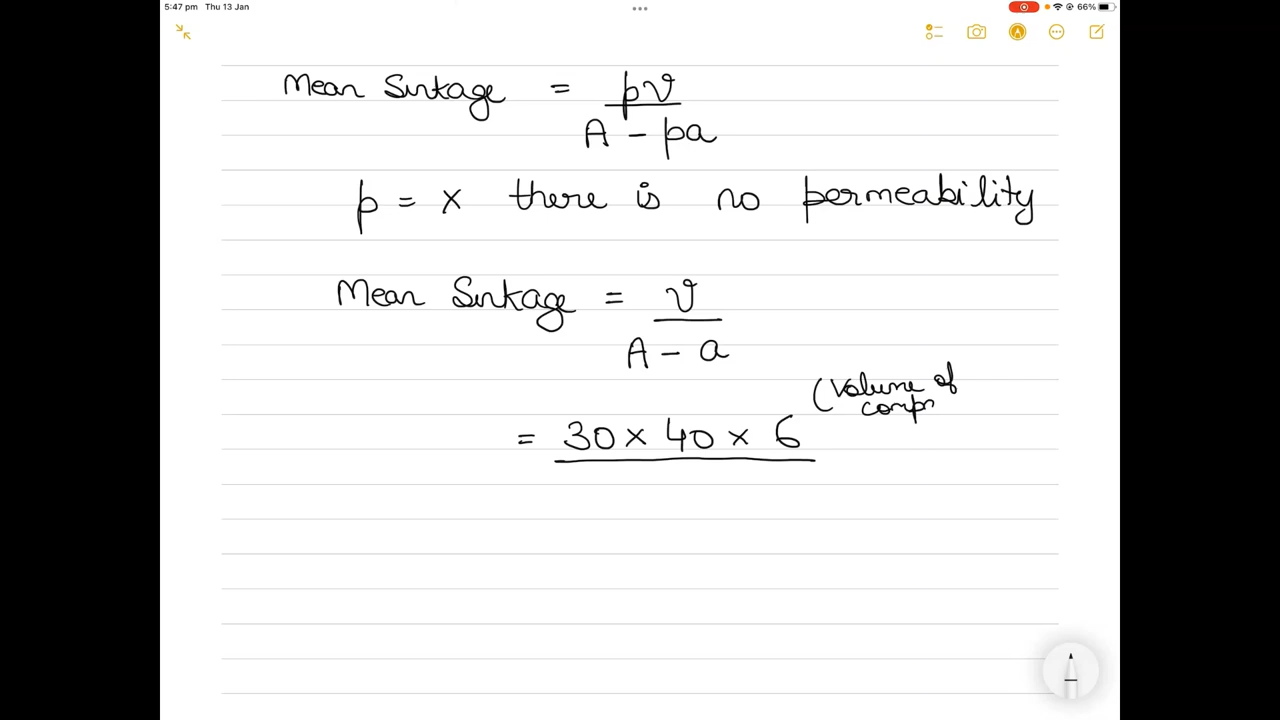 5:47 pm Thu 13 Jan 66%
Mean Sinkage = pv
A - pa
p = x there is no permeability
Mean Sinkage = v
A - a
(Volume of
compr
= 30 x 40 x 6